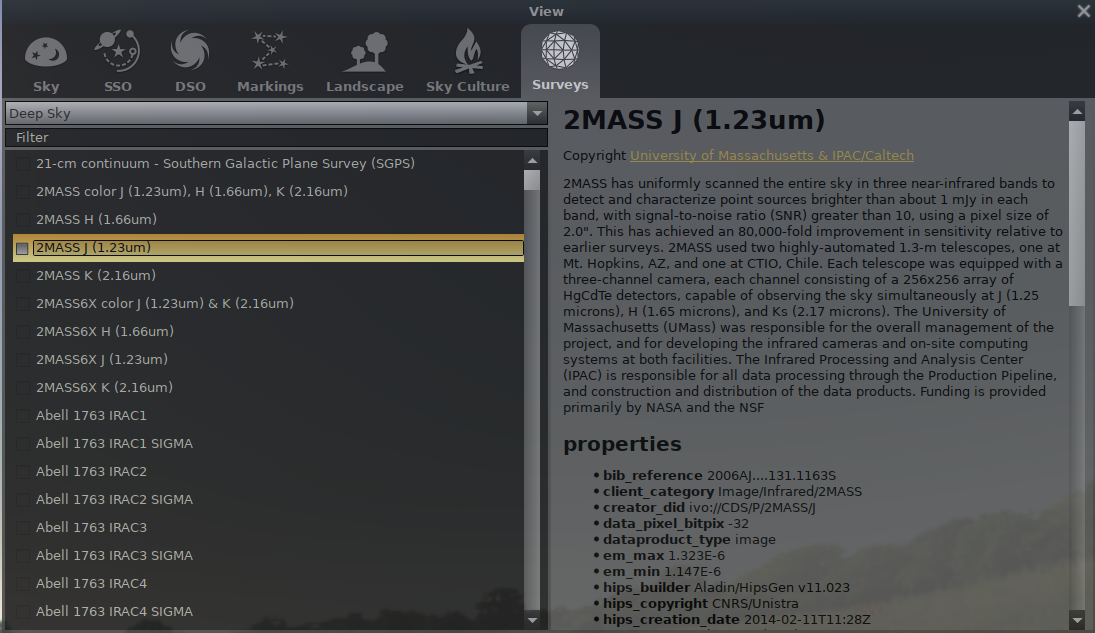 View
Sky
SSO
DSO
Markings
Landscape
Sky Culture
Surveys
Deep Sky
Filter
21-cm continuum - Southern Galactic Plane Survey (SGPS)
2MASS color J (1.23um), H (1.66um), K (2.16um)
2MASS H (1.66um)
2MASS J (1.23um)
2MASS K (2.16um)
2MASS6X color J (1.23um) & K (2.16um)
2MASS6X H (1.66um)
2MASS6X J (1.23um)
2MASS6X K (2.16um)
Abell 1763 IRAC1
Abell 1763 IRAC1 SIGMA
Abell 1763 IRAC2
Abell 1763 IRAC2 SIGMA
Abell 1763 IRAC3
Abell 1763 IRAC3 SIGMA
Abell 1763 IRAC4
Abell 1763 IRAC4 SIGMA
2MASS J (1.23um)
Copyright University of Massachusetts & IPAC/Caltech
2MASS has uniformly scanned the entire sky in three near-infrared bands to
detect and characterize point sources brighter than about 1 mJy in each
band, with signal-to-noise ratio (SNR) greater than 10, using a pixel size of
2.0". This has achieved an 80,000-fold improvement in sensitivity relative to
earlier surveys. 2MASS used two highly-automated 1.3-m telescopes, one at
Mt. Hopkins, AZ, and one at CTIO, Chile. Each telescope was equipped with a
three-channel camera, each channel consisting of a 256x256 array of
HgCdTe detectors, capable of observing the sky simultaneously at J (1.25
microns), H (1.65 microns), and Ks (2.17 microns). The University of
Massachusetts (UMass) was responsible for the overall management of the
project, and for developing the infrared cameras and on-site computing
systems at both facilities. The Infrared Processing and Analysis Center
(IPAC) is responsible for all data processing through the Production Pipeline,
and construction and distribution of the data products. Funding is provided
primarily by NASA and the NSF
properties
• bib_reference 2006AJ....131.1163S
• client_category Image/Infrared/2MASS
• creator_did ivo://CDS/P/2MASS/J
• data_pixel_bitpix -32
• dataproduct_type image
• em_max 1.323E-6
• em_min 1.147E-6
• hips_builder Aladin/HipsGen v11.023
• hips_copyright CNRS/Unistra
• hips_creation_date 2014-02-11T11:28Z